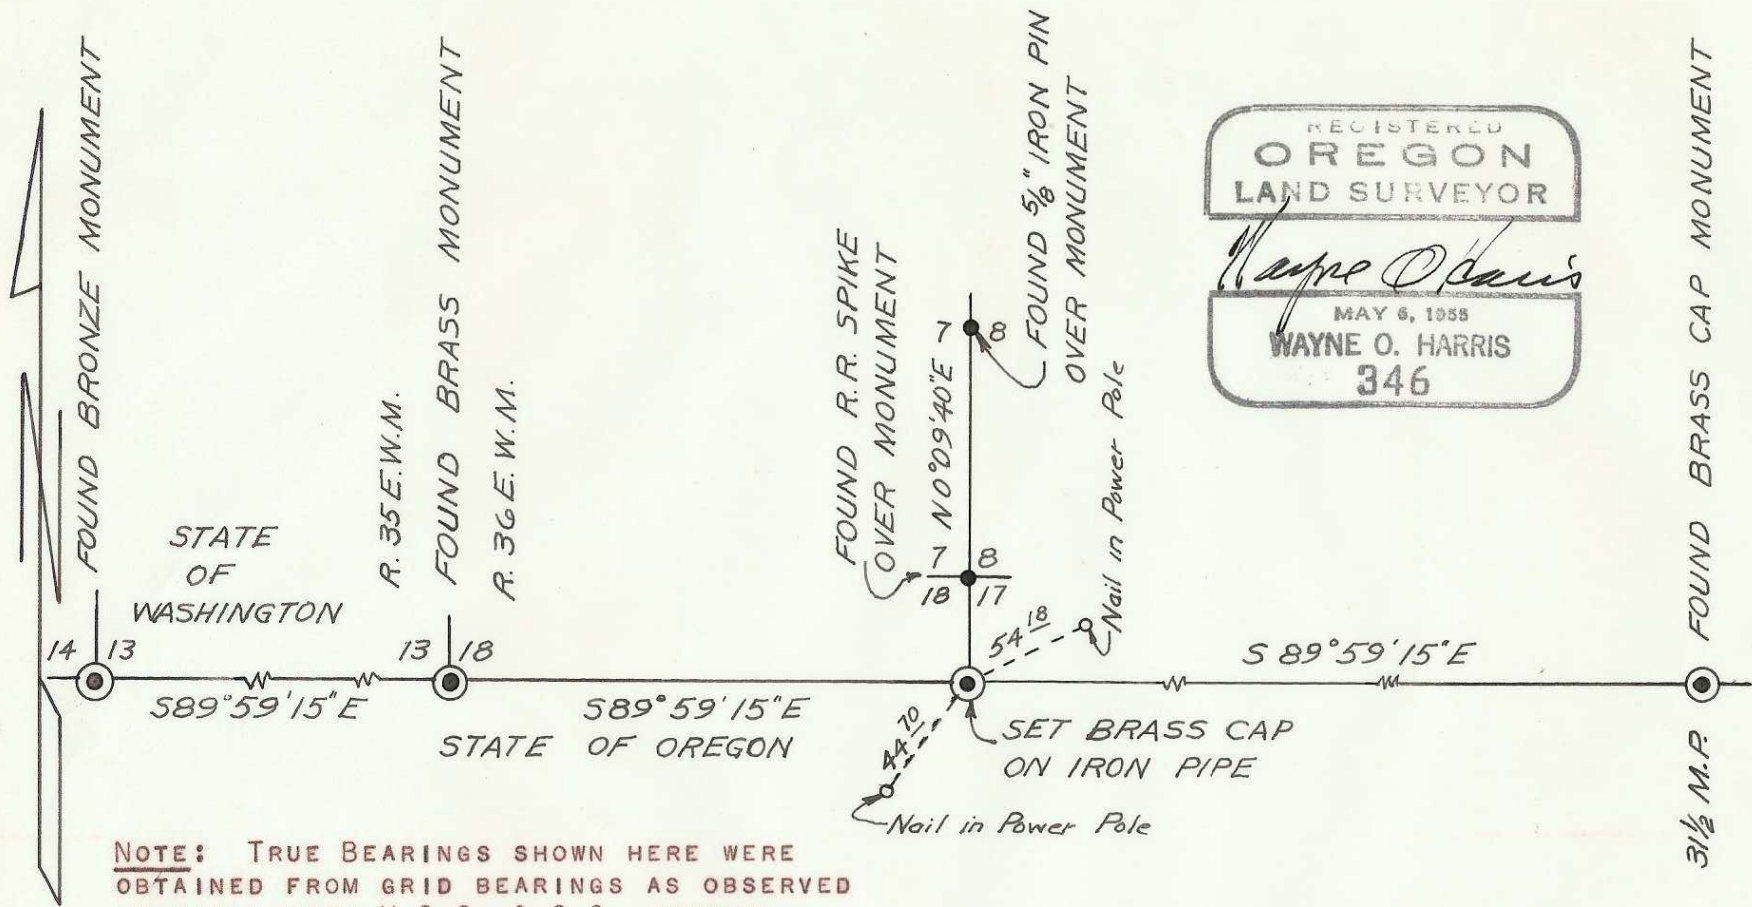 FOUND BRONZE MONUMENT
FOUND BRASS MONUMENT
R. 35 E.W.M.
R. 36 E.W.M.
STATE
OF
WASHINGTON
14 13
13 18
S89°59'15"E
S89°59'15"E
STATE OF OREGON
FOUND R.R. SPIKE
OVER MONUMENT
N0°09'40"E
7 8
7 8
18 17
FOUND 5/8" IRON PIN
OVER MONUMENT
Nail in Power Pole
54 18
44 70
Nail in Power Pole
SET BRASS CAP
ON IRON PIPE
S 89°59'15"E
REGISTERED
OREGON
LAND SURVEYOR
Wayne O Harris
MAY 6, 1955
WAYNE O. HARRIS
346
FOUND BRASS CAP MONUMENT
31½ M.P.
NOTE: TRUE BEARINGS SHOWN HERE WERE
OBTAINED FROM GRID BEARINGS AS OBSERVED